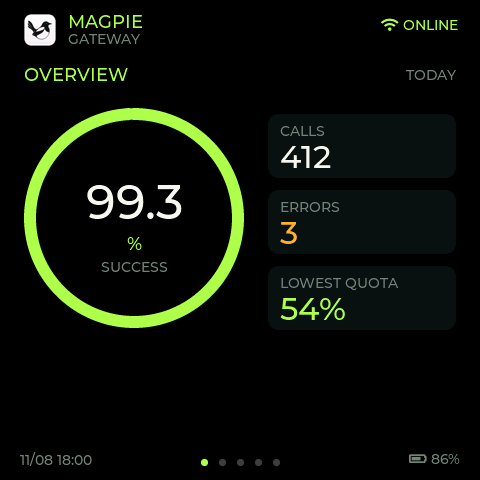 MAGPIE
GATEWAY
ONLINE
OVERVIEW
TODAY
99.3
%
SUCCESS
CALLS
412
ERRORS
3
LOWEST QUOTA
54%
11/08 18:00
86%